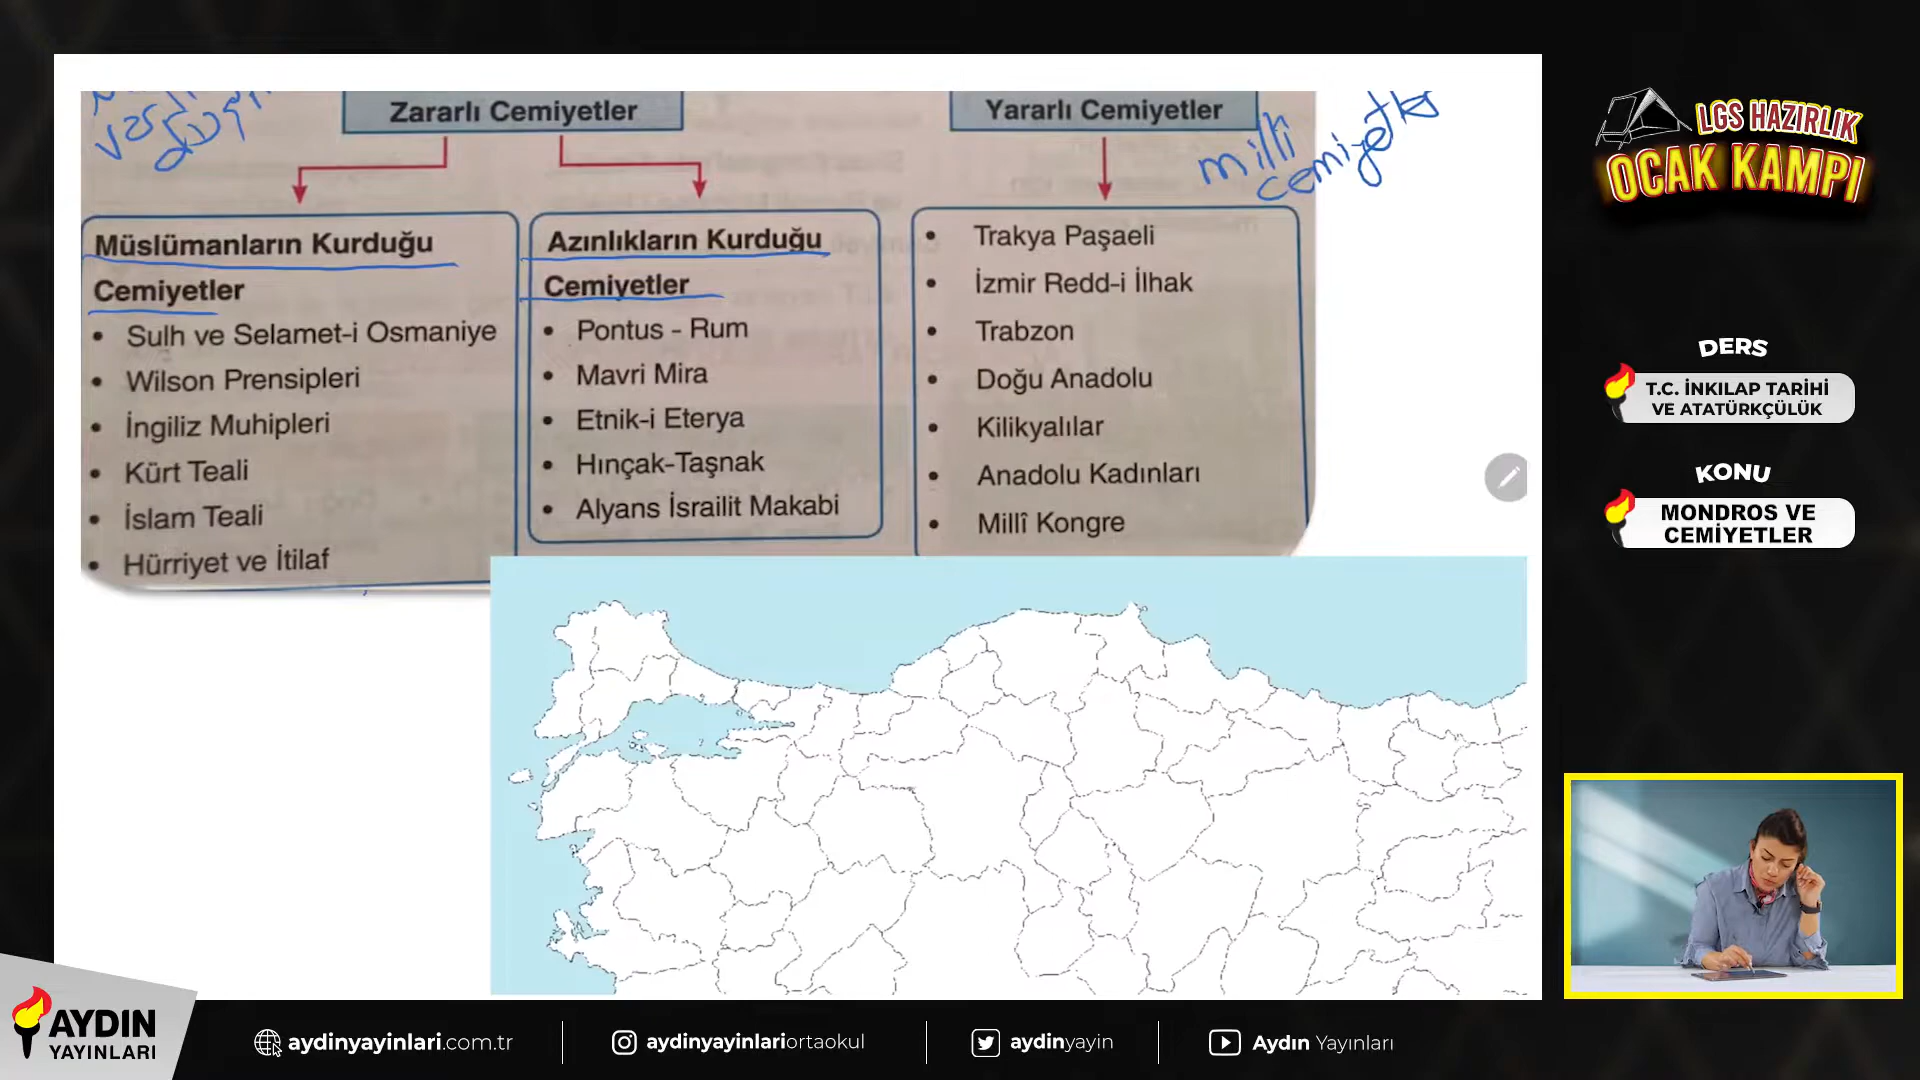 Zararlı Cemiyetler
Müslümanların Kurduğu
Cemiyetler
• Sulh ve Selamet-i Osmaniye
• Wilson Prensipleri
• İngiliz Muhipleri
• Kürt Teali
• İslam Teali
• Hürriyet ve İtilaf
Azınlıkların Kurduğu
Cemiyetler
• Pontus - Rum
• Mavri Mira
• Etnik-i Eterya
• Hınçak-Taşnak
• Alyans İsrailit Makabi
Yararlı Cemiyetler
milli
cemiyetler
• Trakya Paşaeli
• İzmir Redd-i İlhak
• Trabzon
• Doğu Anadolu
• Kilikyalılar
• Anadolu Kadınları
• Millî Kongre
LGS HAZIRLIK
OCAK KAMPI
DERS
T.C. İNKILAP TARİHİ
VE ATATÜRKÇÜLÜK
KONU
MONDROS VE
CEMİYETLER
AYDIN
YAYINLARI
aydinyayinlari.com.tr
aydinyayinlariortaokul
aydinyayin
Aydın Yayınları